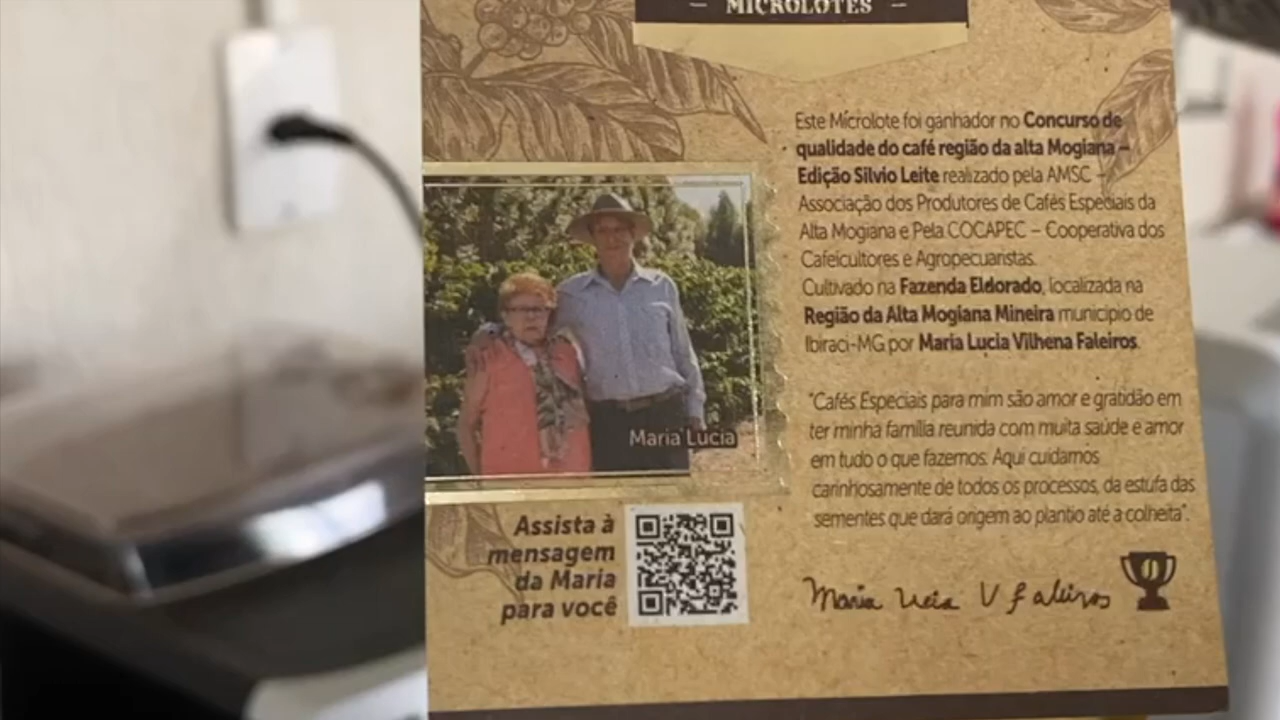 — MICROLOTES —
Este Microlote foi ganhador no Concurso de
qualidade do café região da alta Mogiana –
Edição Silvio Leite realizado pela AMSC –
Associação dos Produtores de Cafés Especiais da
Alta Mogiana e Pela COCAPEC – Cooperativa dos
Cafeicultores e Agropecuaristas.
Cultivado na Fazenda Eldorado, localizada na
Região da Alta Mogiana Mineira município de
Ibiraci-MG por Maria Lucia Vilhena Faleiros.
"Cafés Especiais para mim são amor e gratidão em
ter minha família reunida com muita saúde e amor
em tudo o que fazemos. Aqui cuidamos
carinhosamente de todos os processos, da estufa das
sementes que dará origem ao plantio até a colheita".
Maria Lucia
Assista à
mensagem
da Maria
para você
Maria Lucia V Faleiros